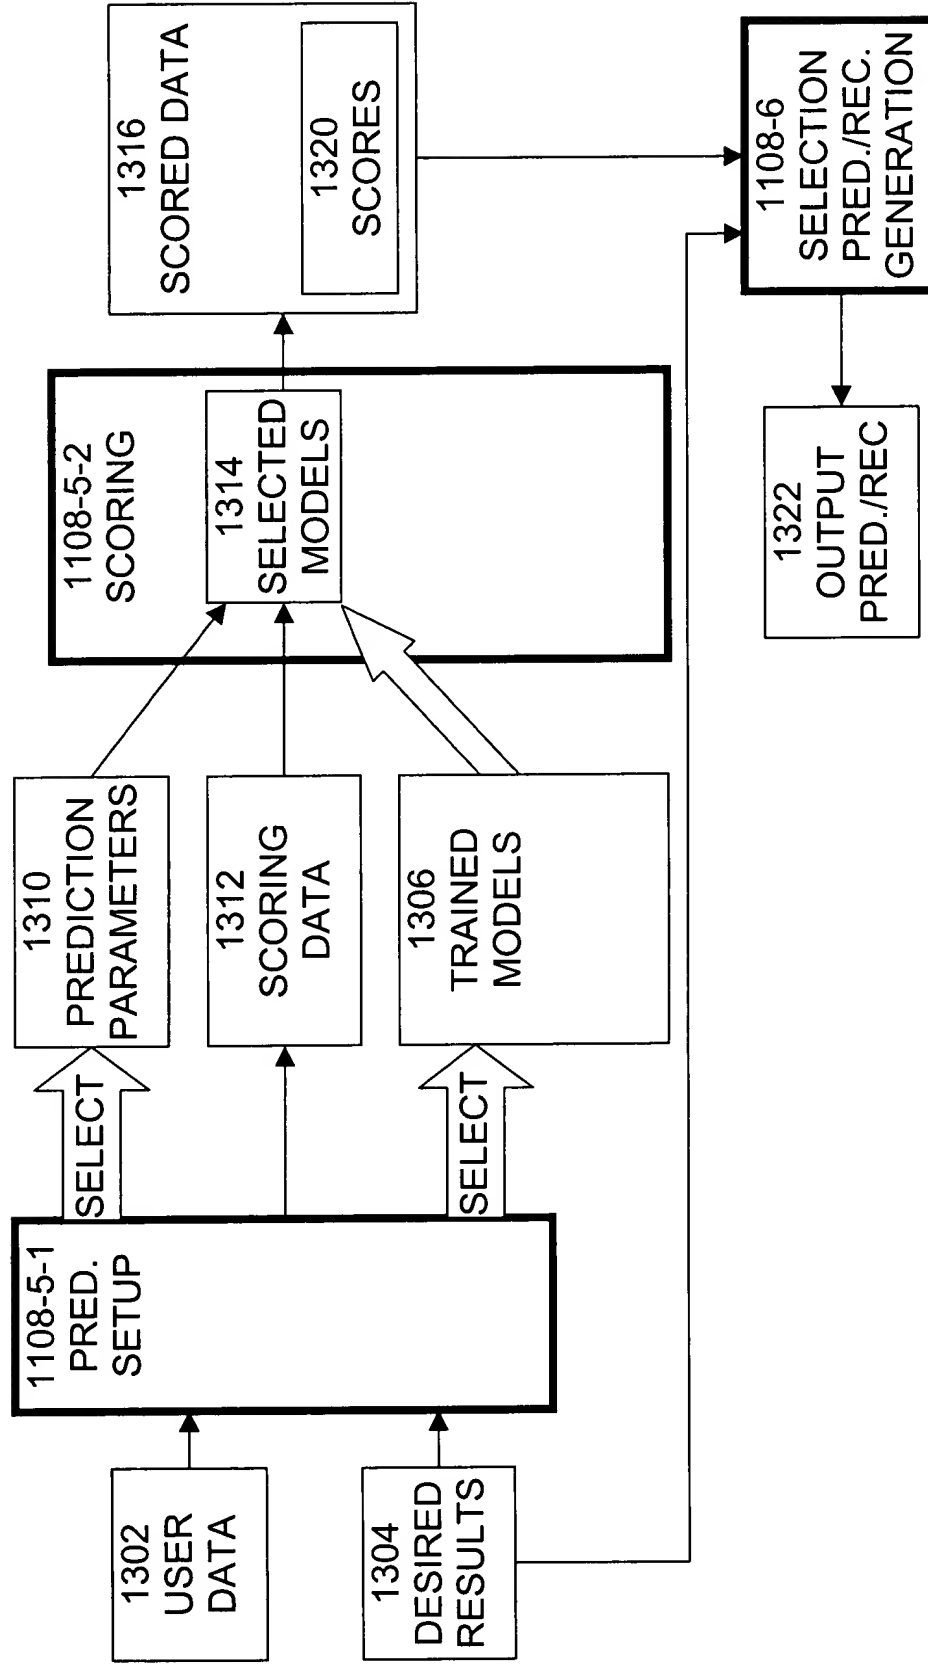 1302
USER
DATA
1304
DESIRED
RESULTS
1108-5-1
PRED.
SETUP
SELECT
SELECT
1310
PREDICTION
PARAMETERS
1312
SCORING
DATA
1306
TRAINED
MODELS
1108-5-2
SCORING
1314
SELECTED
MODELS
1316
SCORED DATA
1320
SCORES
1108-6
SELECTION
PRED./REC.
GENERATION
1322
OUTPUT
PRED./REC